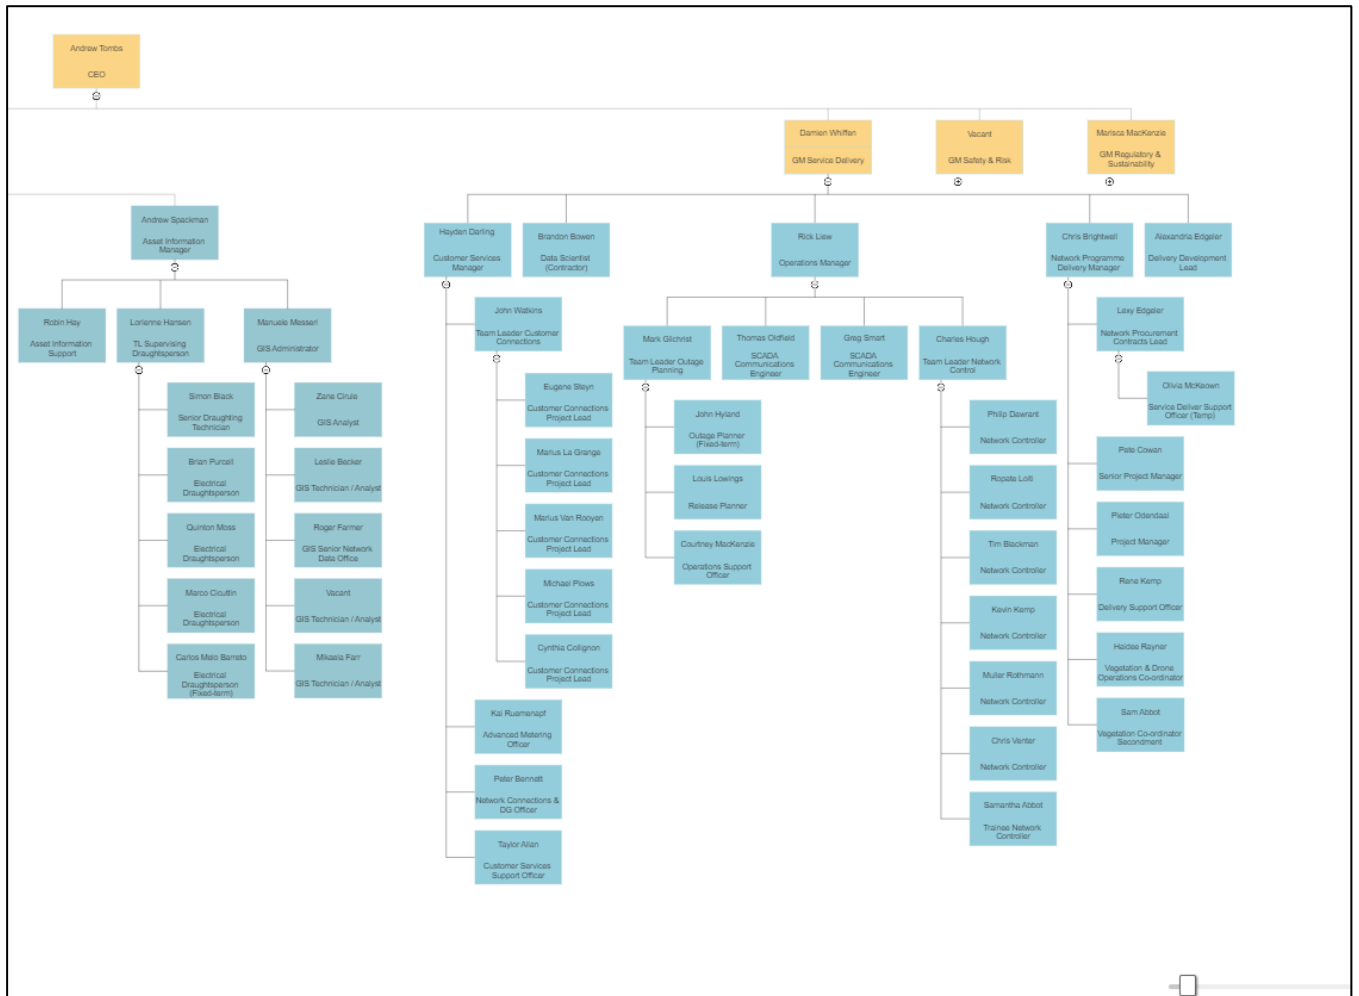 Andrew Tombs
CEO
Damien Whiffen
GM Service Delivery
Vacant
GM Safety & Risk
Marisca MacKenzie
GM Regulatory &
Sustainability
Andrew Spackman
Asset Information
Manager
Robin Hay
Asset Information
Support
Lorienne Hansen
TL Supervising
Draughtsperson
Manuele Masseri
GIS Administrator
Simon Black
Senior Draughting
Technician
Brian Purcell
Electrical
Draughtsperson
Quinton Moss
Electrical
Draughtsperson
Marco Cicuttin
Electrical
Draughtsperson
Carlos Melo Barreto
Electrical
Draughtsperson
(Fixed-term)
Zane Cirule
GIS Analyst
Leslie Becker
GIS Technician / Analyst
Roger Farmer
GIS Senior Network
Data Office
Vacant
GIS Technician / Analyst
Mikaela Farr
GIS Technician / Analyst
Hayden Darling
Customer Services
Manager
Brandon Bowen
Data Scientist
(Contractor)
Rick Liew
Operations Manager
Chris Brightwell
Network Programme
Delivery Manager
Alexandria Edgeler
Delivery Development
Lead
John Watkins
Team Leader Customer
Connections
Eugene Steyn
Customer Connections
Project Lead
Marius La Grange
Customer Connections
Project Lead
Marius Van Rooyen
Customer Connections
Project Lead
Michael Plows
Customer Connections
Project Lead
Cynthia Collignon
Customer Connections
Project Lead
Kai Ruemenapf
Advanced Metering
Officer
Peter Bennett
Network Connections &
DG Officer
Taylor Allan
Customer Services
Support Officer
Mark Gilchrist
Team Leader Outage
Planning
Thomas Oldfield
SCADA
Communications
Engineer
Greg Smart
SCADA
Communications
Engineer
Charles Hough
Team Leader Network
Control
John Hyland
Outage Planner
(Fixed-term)
Louis Lowings
Release Planner
Courtney MacKenzie
Operations Support
Officer
Philip Dawrant
Network Controller
Ropate Loiti
Network Controller
Tim Blackman
Network Controller
Kevin Kemp
Network Controller
Muller Rothmann
Network Controller
Chris Venter
Network Controller
Samantha Abbot
Trainee Network
Controller
Lexy Edgeler
Network Procurement
Contracts Lead
Olivia McKeown
Service Deliver Support
Officer (Temp)
Pete Cowan
Senior Project Manager
Pieter Odendaal
Project Manager
Rene Kemp
Delivery Support Officer
Haidee Rayner
Vegetation & Drone
Operations Co-ordinator
Sam Abbot
Vegetation Co-ordinator
Secondment